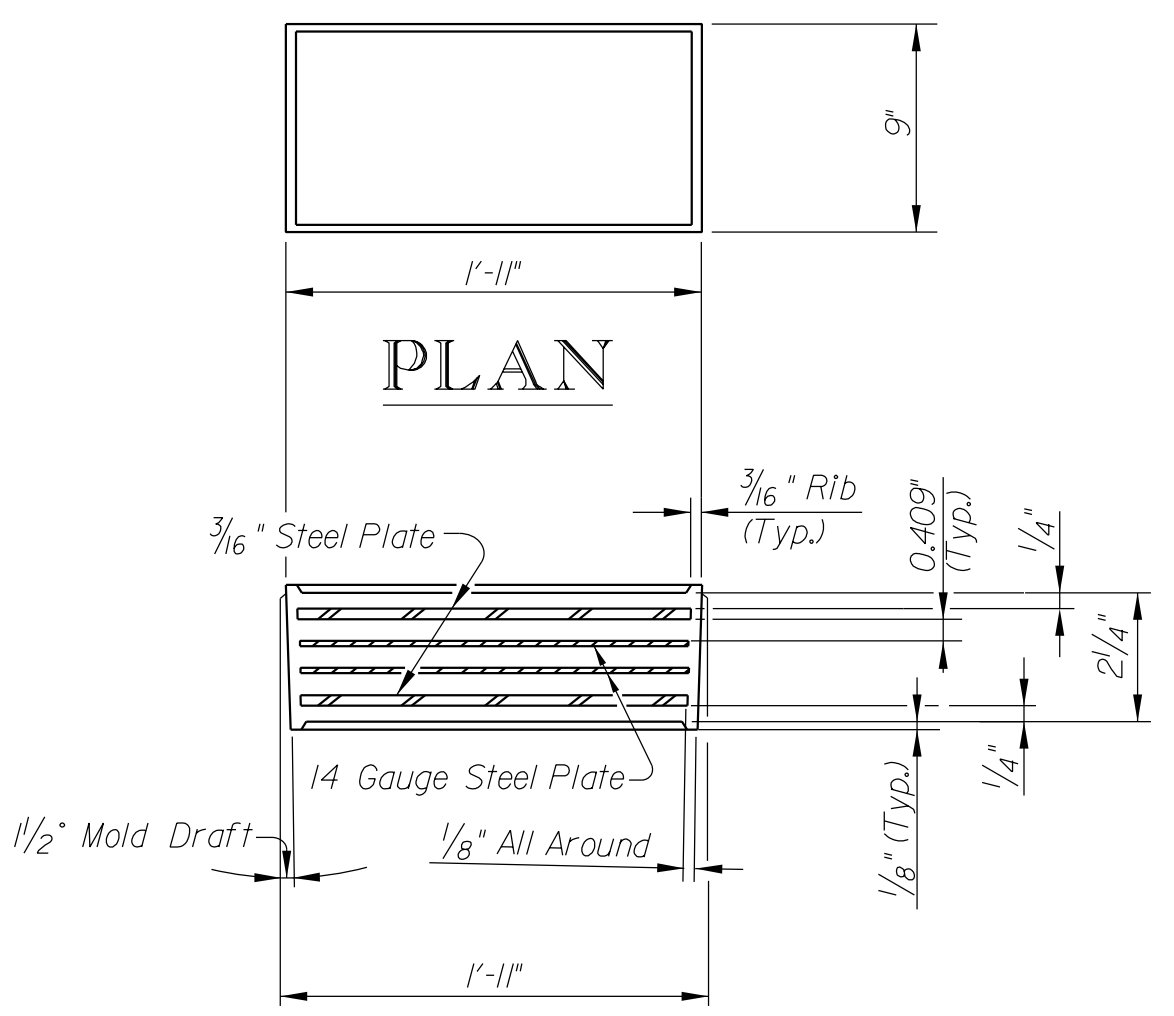 9"
1'-11"
PLAN
3/16" Rib
(Typ.)
0.409"
(Typ.)
1/4"
3/16" Steel Plate
2 1/4"
14 Gauge Steel Plate
1/4"
1/8" (Typ.)
1 1/2° Mold Draft
1/8" All Around
1'-11"